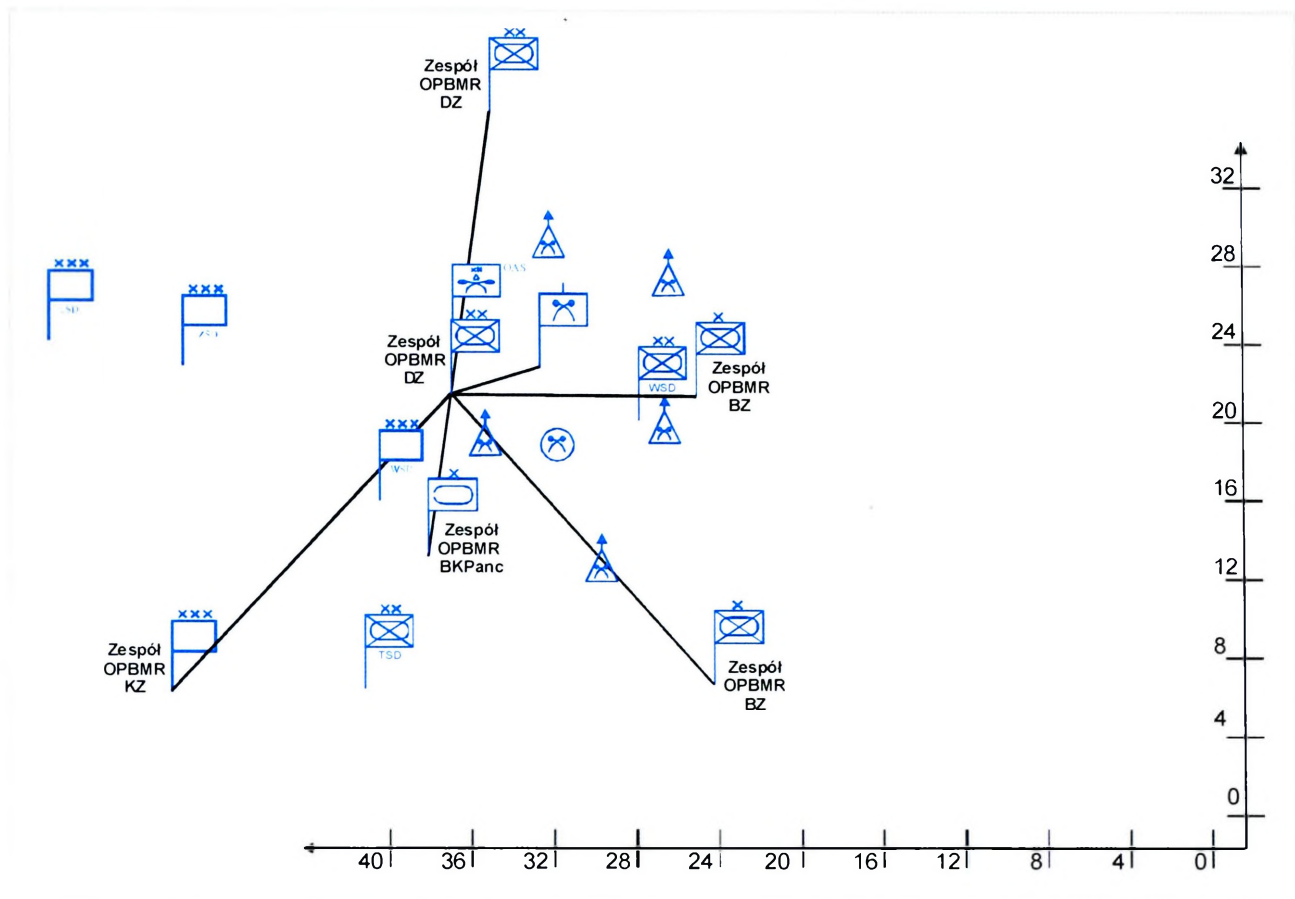 Zespół
OPBMR
DZ
32
28
OAS
24
Zespół
OPBMR
DZ
Zespół
OPBMR
BZ
WSD
20
WSD
16
Zespół
OPBMR
BKPanc
12
Zespół
OPBMR
KZ
TSD
8
Zespół
OPBMR
BZ
4
0
40 36 32 28 24 20 16 12 8 4 0